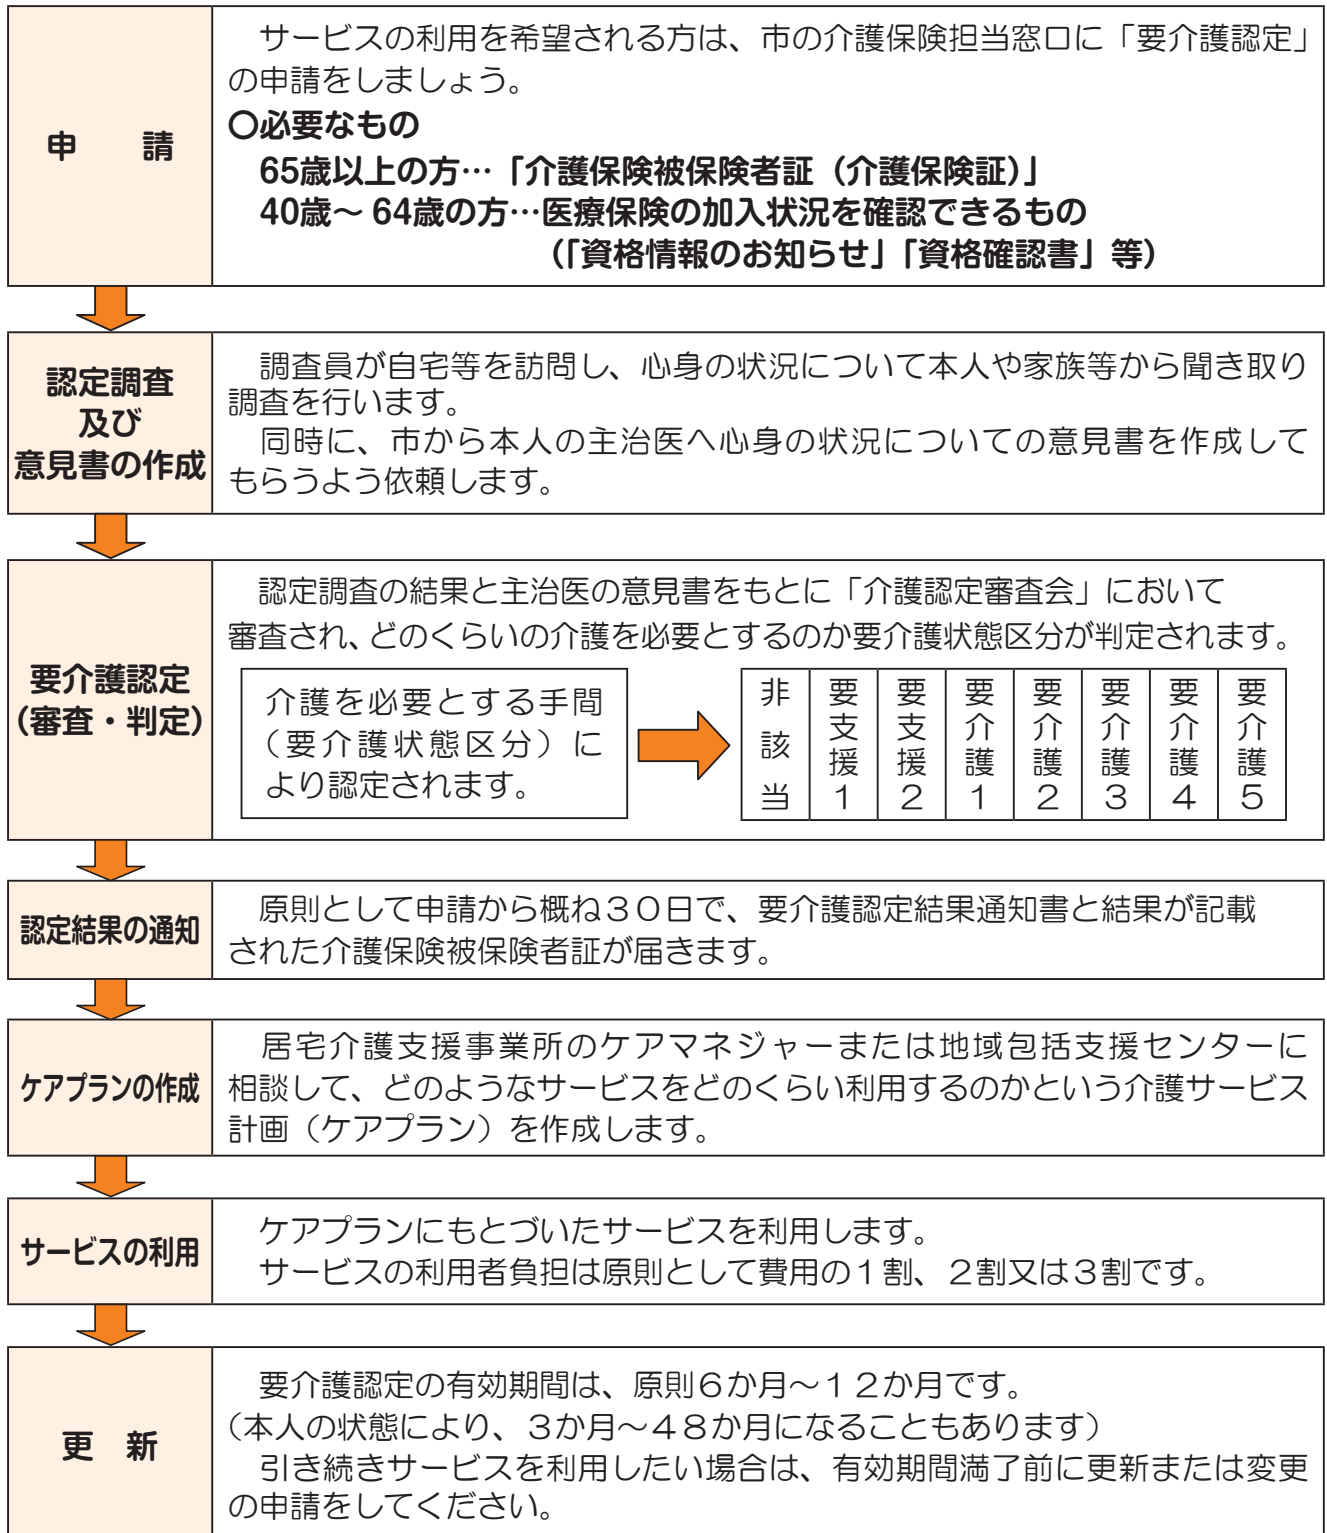 申　請
サービスの利用を希望される方は、市の介護保険担当窓口に「要介護認定」
の申請をしましょう。
〇必要なもの
65歳以上の方…「介護保険被保険者証（介護保険証）」
40歳～64歳の方…医療保険の加入状況を確認できるもの
（「資格情報のお知らせ」「資格確認書」等）
認定調査
及び
意見書の作成
調査員が自宅等を訪問し、心身の状況について本人や家族等から聞き取り
調査を行います。
同時に、市から本人の主治医へ心身の状況についての意見書を作成して
もらうよう依頼します。
要介護認定
（審査・判定）
認定調査の結果と主治医の意見書をもとに「介護認定審査会」において
審査され、どのくらいの介護を必要とするのか要介護状態区分が判定されます。
介護を必要とする手間
（要介護状態区分）に
より認定されます。
非該当
要支援１
要支援２
要介護１
要介護２
要介護３
要介護４
要介護５
認定結果の通知
原則として申請から概ね３０日で、要介護認定結果通知書と結果が記載
された介護保険被保険者証が届きます。
ケアプランの作成
居宅介護支援事業所のケアマネジャーまたは地域包括支援センターに
相談して、どのようなサービスをどのくらい利用するのかという介護サービス
計画（ケアプラン）を作成します。
サービスの利用
ケアプランにもとづいたサービスを利用します。
サービスの利用者負担は原則として費用の１割、２割又は３割です。
更　新
要介護認定の有効期間は、原則６か月～１２か月です。
（本人の状態により、３か月～４８か月になることもあります）
引き続きサービスを利用したい場合は、有効期間満了前に更新または変更
の申請をしてください。